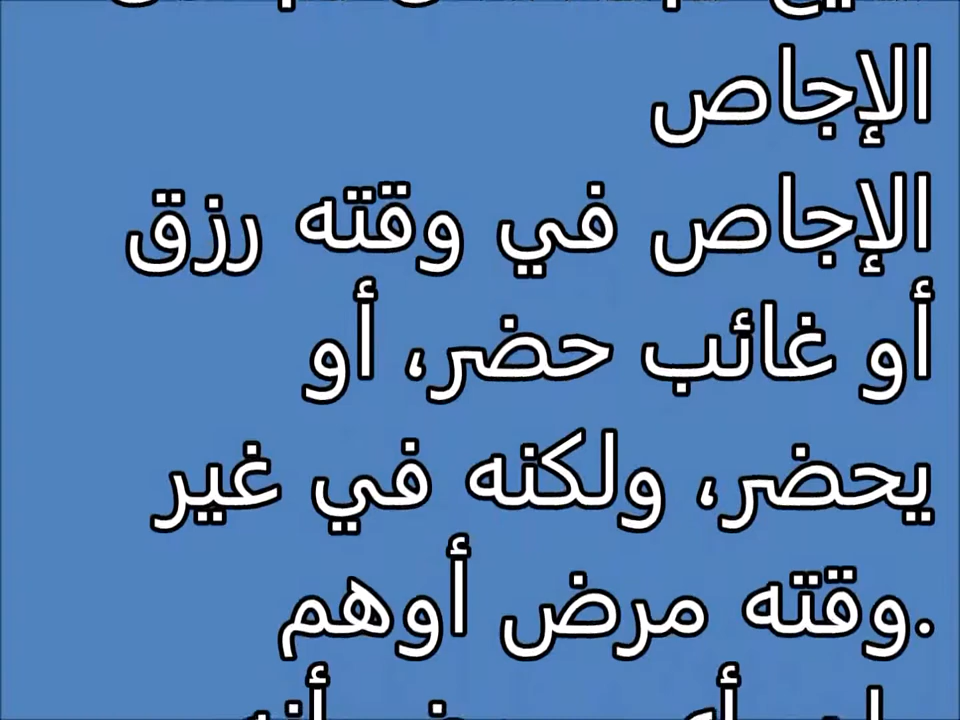 الإجاص
الإجاص في وقته رزق
أو غائب حضر، أو
يحضر، ولكنه في غير
.وقته مرض أوهم